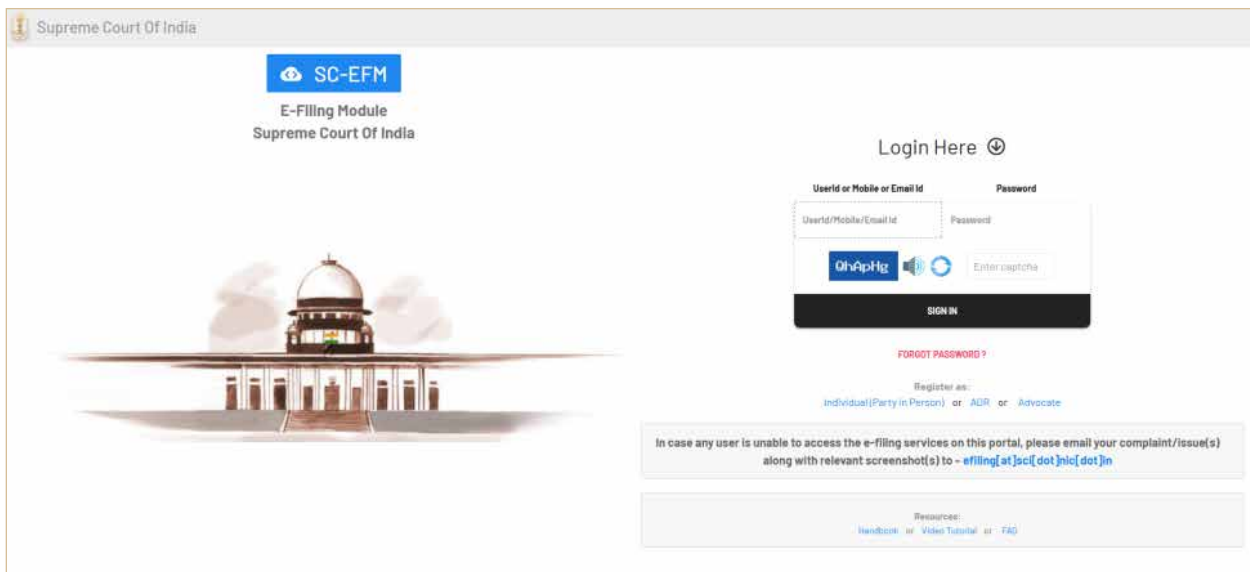 Supreme Court Of India
SC-EFM
E-Filing Module
Supreme Court Of India
Login Here
UserId or Mobile or Email Id Password
UserId/Mobile/Email Id Password
QhApHg Enter captcha
SIGN IN
FORGOT PASSWORD ?
Register as:
Individual (Party in Person) or AOR or Advocate
In case any user is unable to access the e-filing services on this portal, please email your complaint/issue(s)
along with relevant screenshot(s) to - efiling[at]sci[dot]nic[dot]in
Resources:
Handbook or Video Tutorial or FAQ